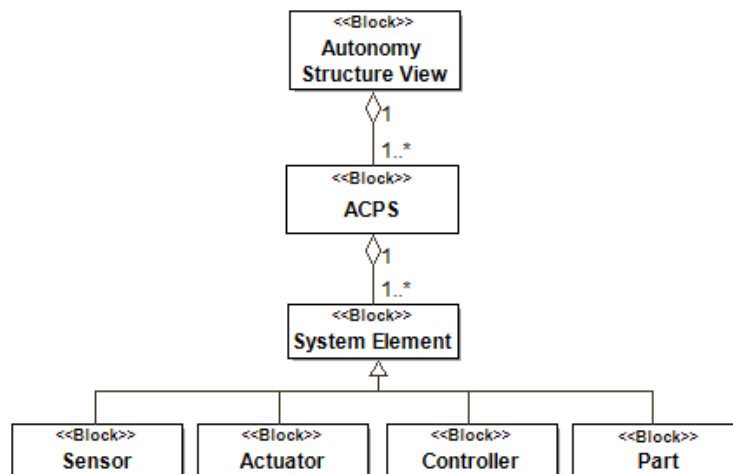 <<Block>>
Autonomy
Structure View
1
1..*
<<Block>>
ACPS
1
1..*
<<Block>>
System Element
<<Block>>
Sensor
<<Block>>
Actuator
<<Block>>
Controller
<<Block>>
Part